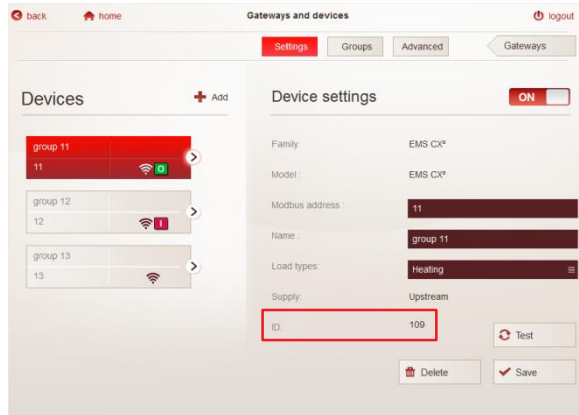 back home Gateways and devices logout
Settings Groups Advanced Gateways
Devices Add
group 11
11 O
group 12
12 I
group 13
13
Device settings ON
Family EMS CX³
Model : EMS CX³
Modbus address : 11
Name : group 11
Load types: Heating
Supply: Upstream
ID: 109
Test
Delete Save